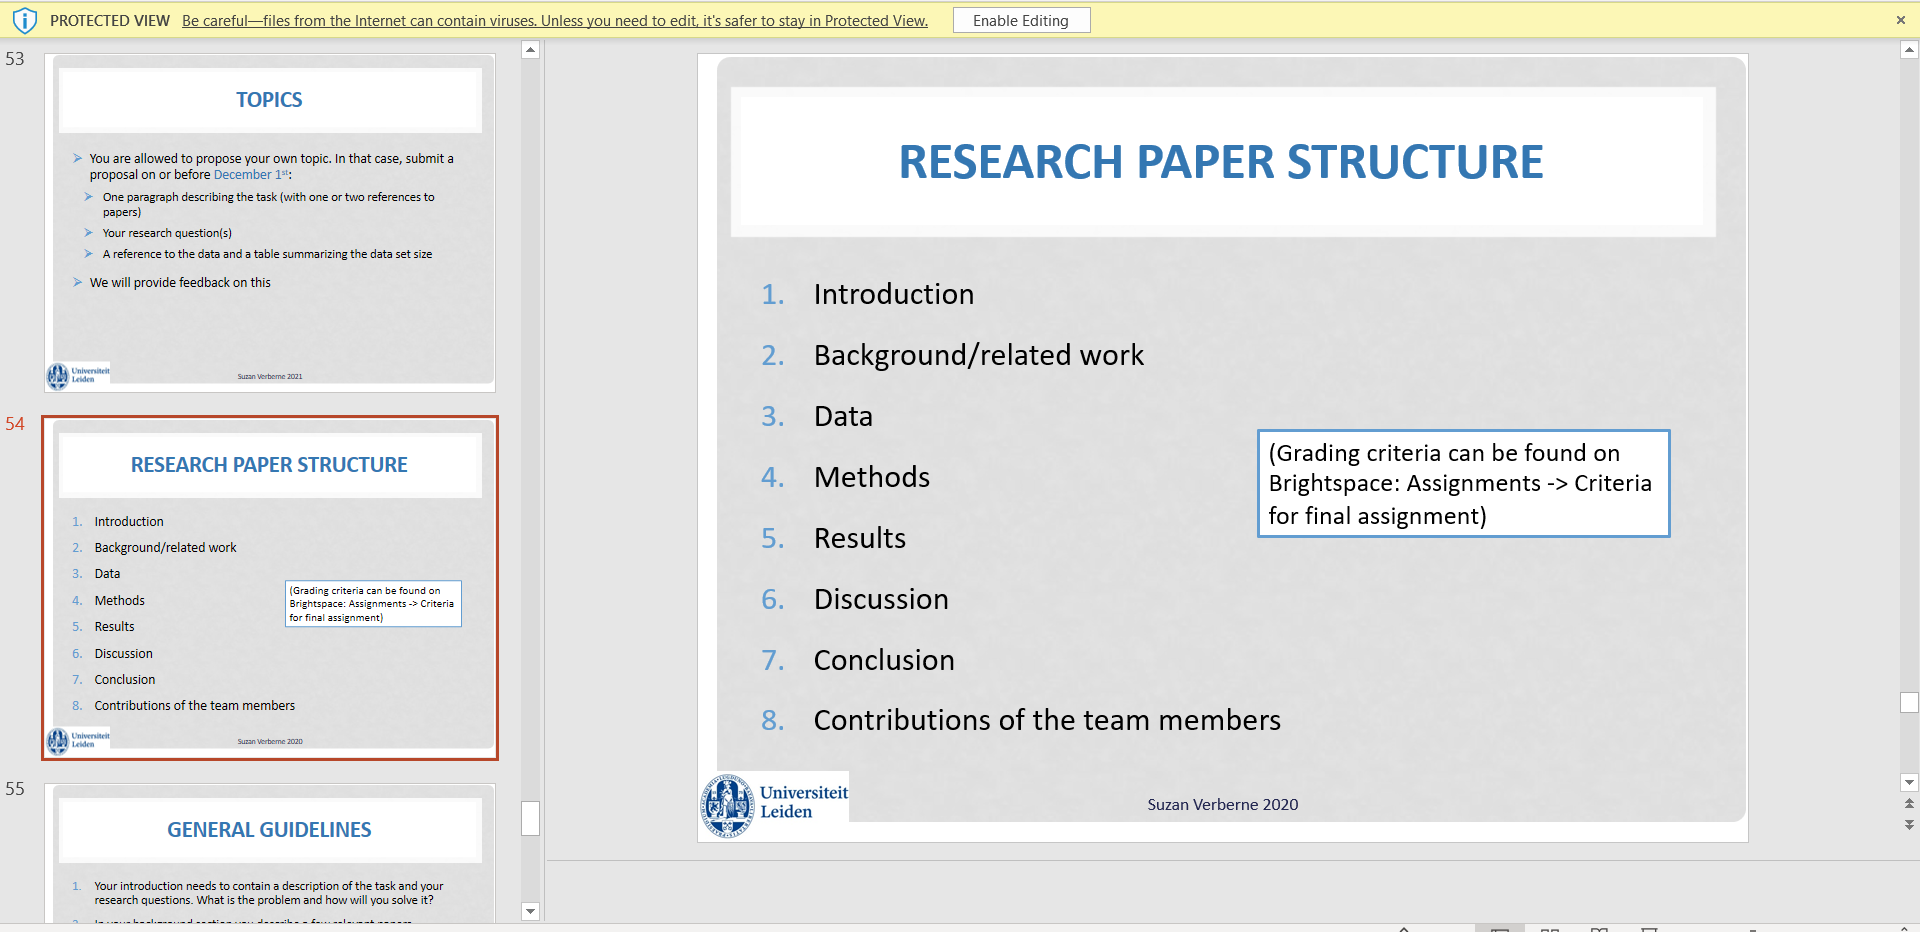 PROTECTED VIEW Be careful—files from the Internet can contain viruses. Unless you need to edit, it's safer to stay in Protected View. Enable Editing
53
TOPICS
You are allowed to propose your own topic. In that case, submit a
proposal on or before December 1st:
One paragraph describing the task (with one or two references to
papers)
Your research question(s)
A reference to the data and a table summarizing the data set size
We will provide feedback on this
Universiteit
Leiden
Suzan Verberne 2021
54
RESEARCH PAPER STRUCTURE
1. Introduction
2. Background/related work
3. Data
4. Methods
5. Results
6. Discussion
7. Conclusion
8. Contributions of the team members
(Grading criteria can be found on
Brightspace: Assignments -> Criteria
for final assignment)
Universiteit
Leiden
Suzan Verberne 2020
55
GENERAL GUIDELINES
1. Your introduction needs to contain a description of the task and your
research questions. What is the problem and how will you solve it?
RESEARCH PAPER STRUCTURE
1. Introduction
2. Background/related work
3. Data
4. Methods
5. Results
6. Discussion
7. Conclusion
8. Contributions of the team members
(Grading criteria can be found on
Brightspace: Assignments -> Criteria
for final assignment)
Universiteit
Leiden
Suzan Verberne 2020